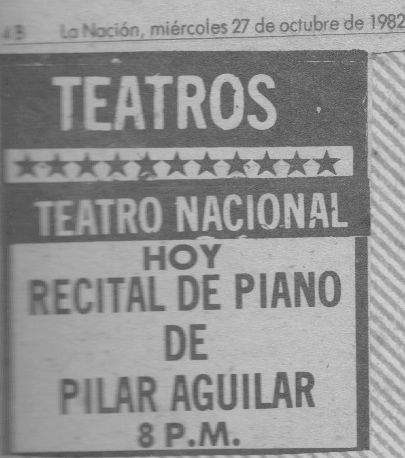 4B La Nación, miércoles 27 de octubre de 1982
TEATROS
TEATRO NACIONAL
HOY
RECITAL DE PIANO
DE
PILAR AGUILAR
8 P.M.